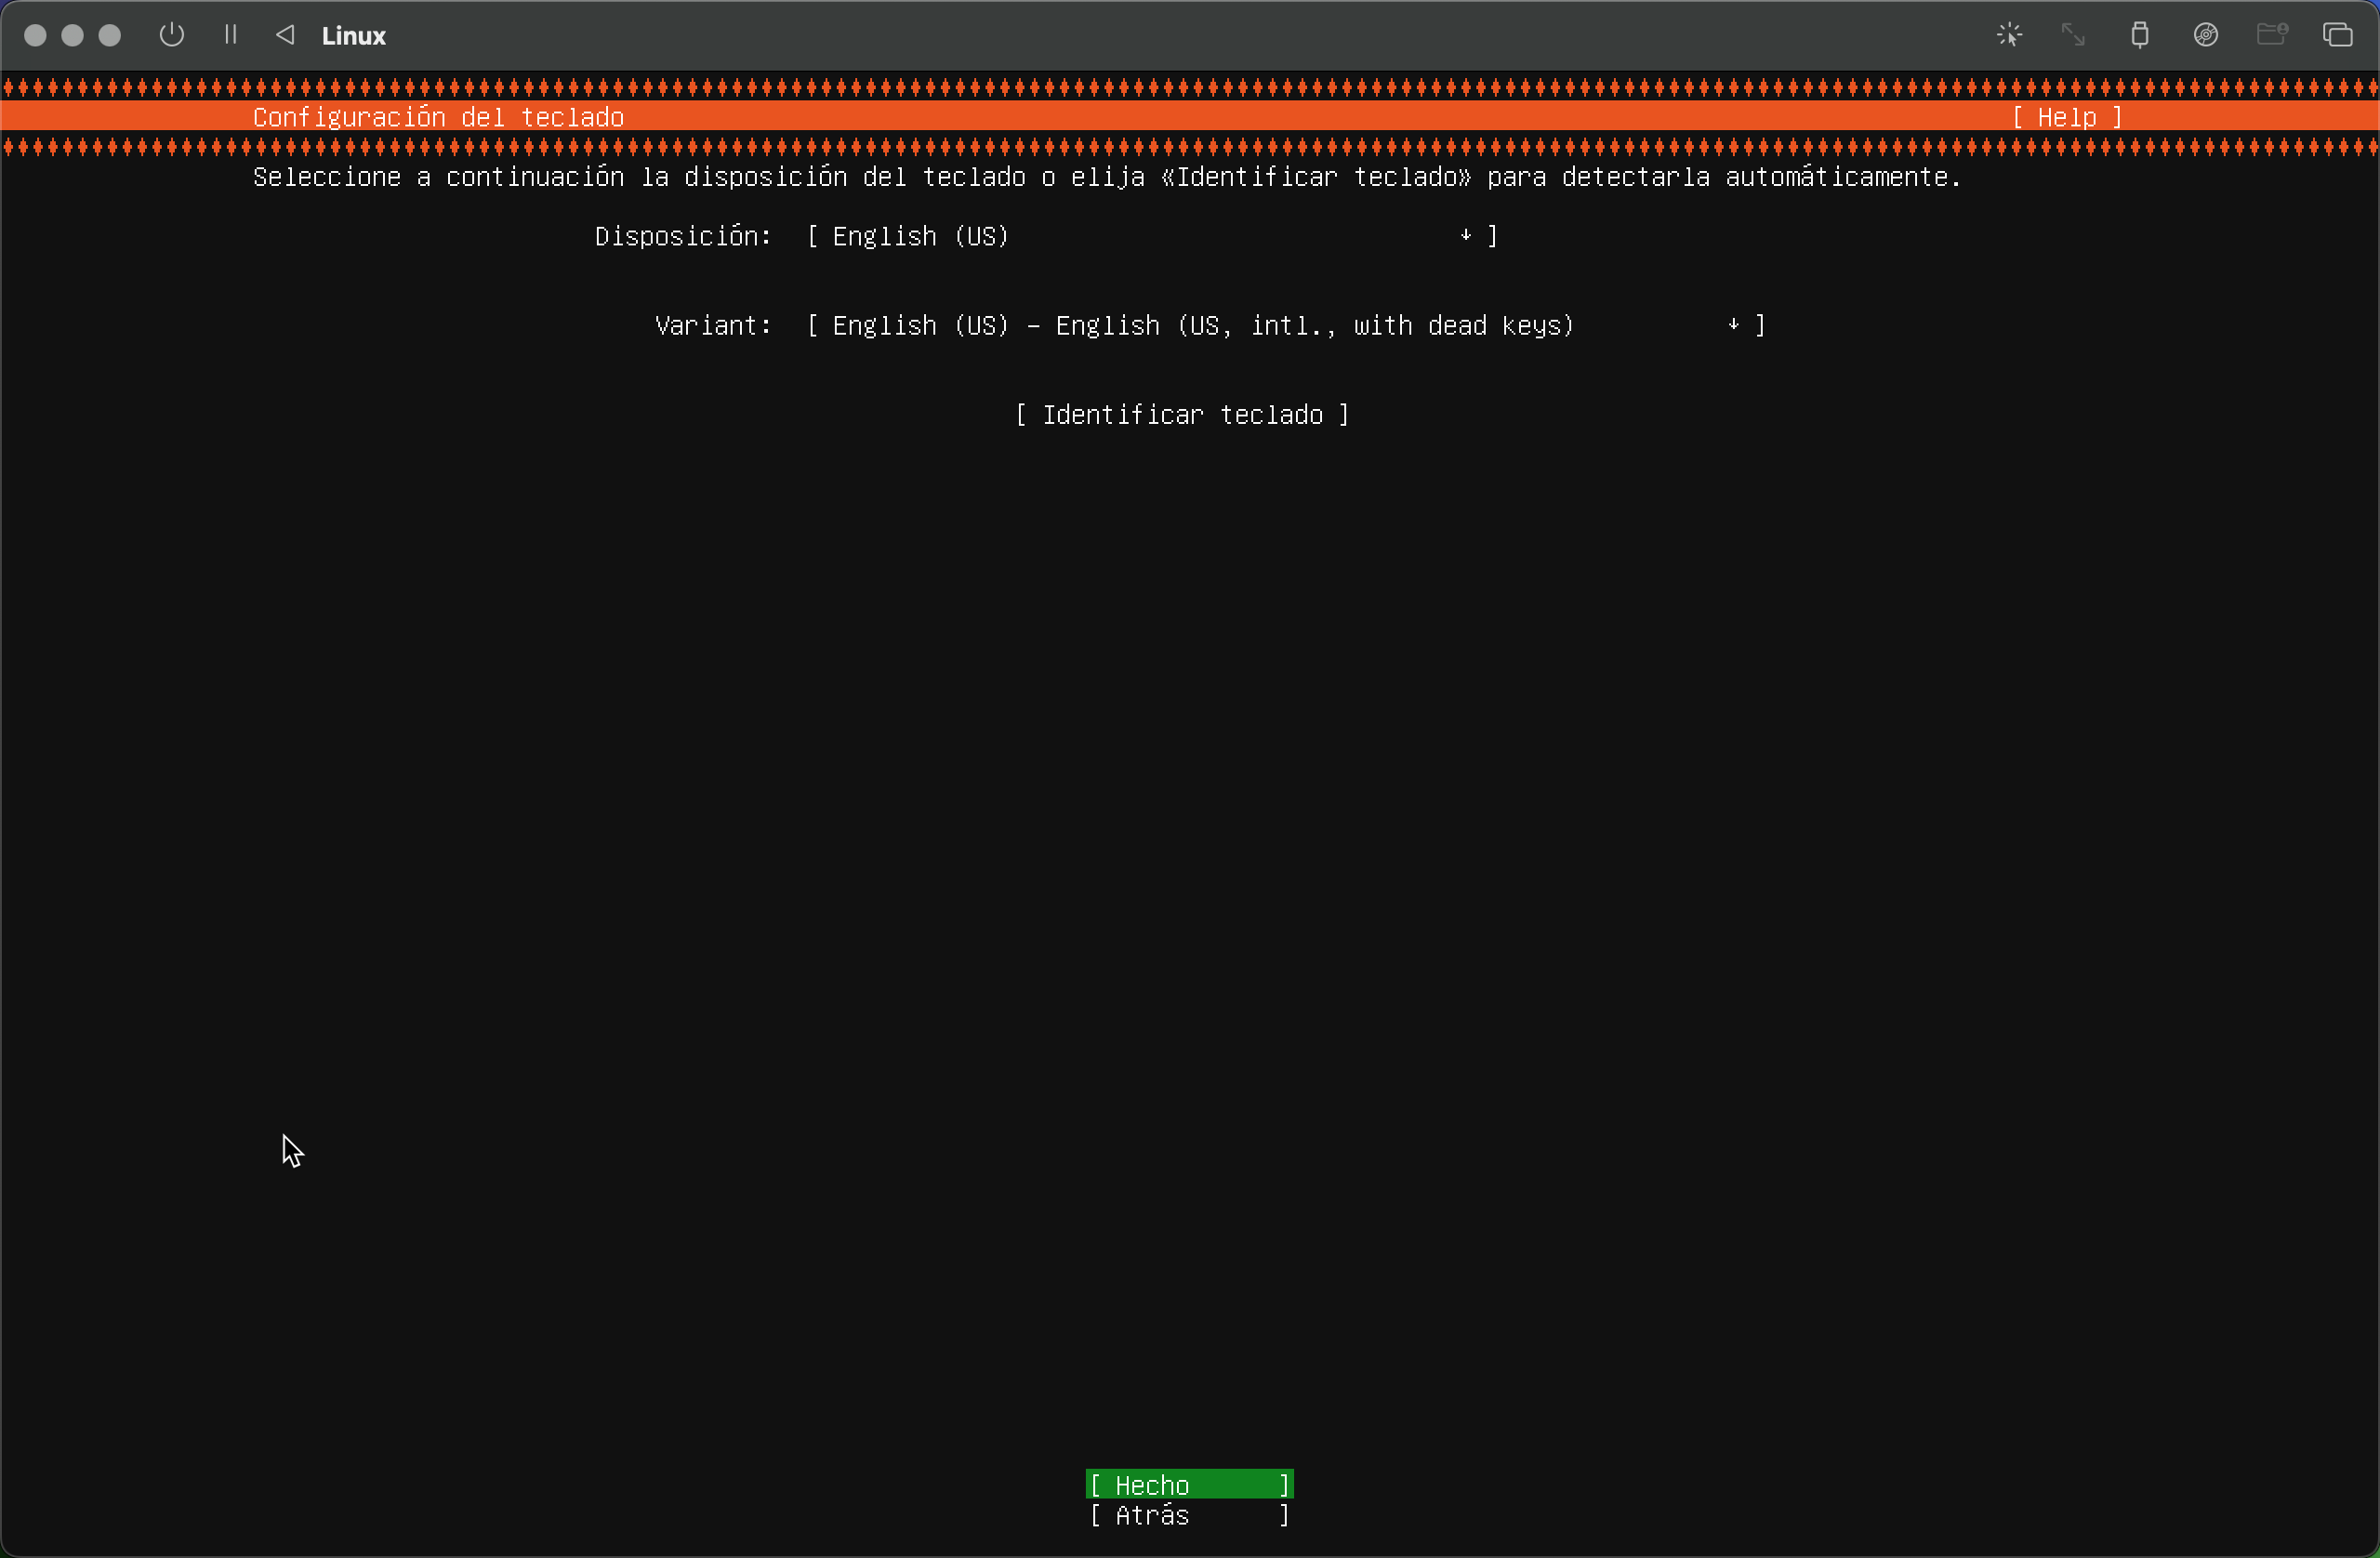 Linux
Configuración del teclado [ Help ]
Seleccione a continuación la disposición del teclado o elija «Identificar teclado» para detectarla automáticamente.
Disposición: [ English (US) ↓ ]
Variant: [ English (US) – English (US, intl., with dead keys) ↓ ]
[ Identificar teclado ]
[ Hecho ]
[ Atrás ]